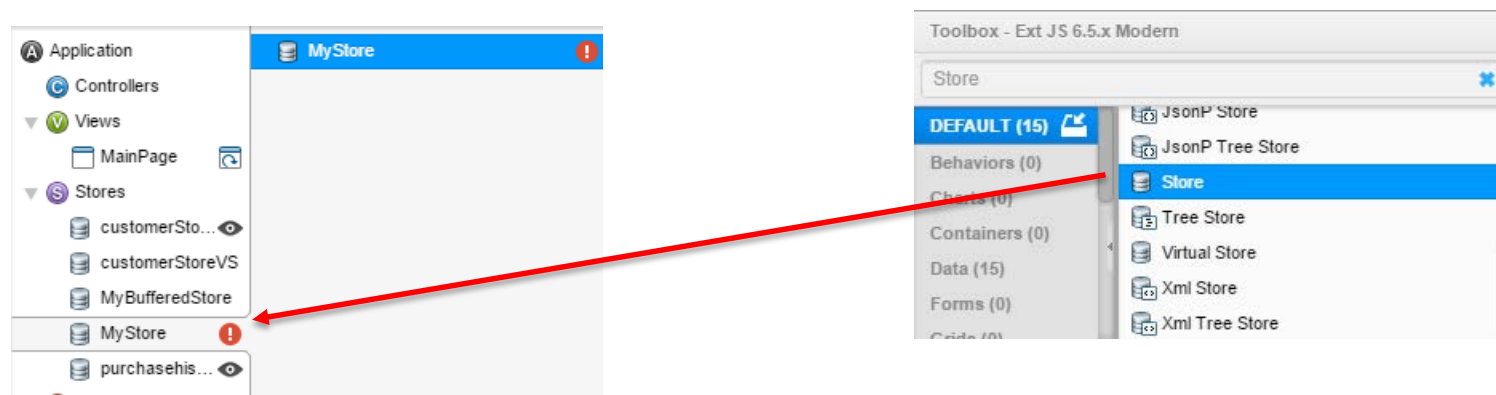 Application
Controllers
Views
MainPage
Stores
customerSto...
customerStoreVS
MyBufferedStore
MyStore
purchasehis...
MyStore
Toolbox - Ext JS 6.5.x Modern
Store
DEFAULT (15)
Behaviors (0)
Charts (0)
Containers (0)
Data (15)
Forms (0)
Grids (0)
JsonP Store
JsonP Tree Store
Store
Tree Store
Virtual Store
Xml Store
Xml Tree Store